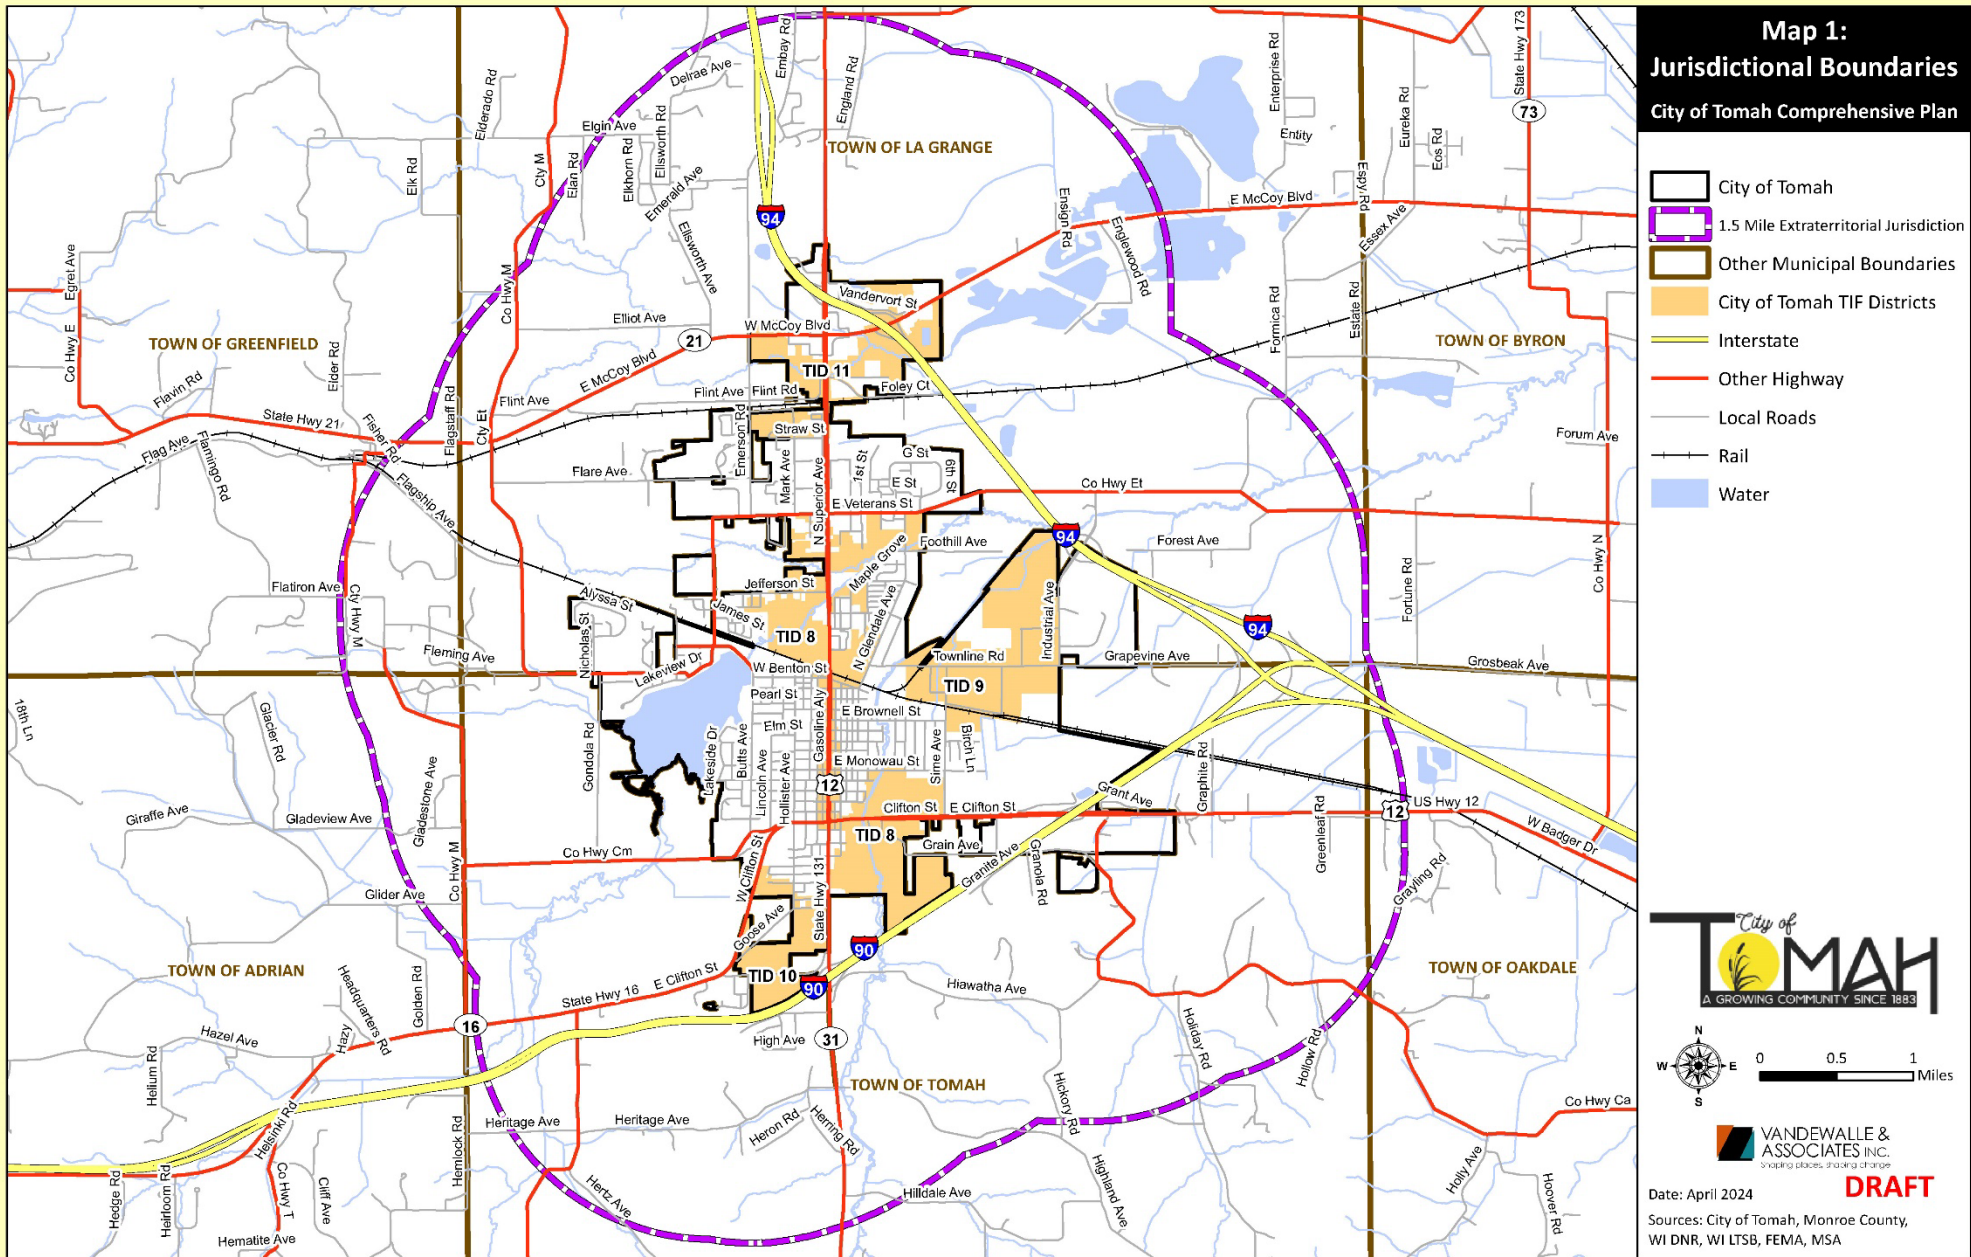 Map 1:
Jurisdictional Boundaries
City of Tomah Comprehensive Plan
City of Tomah
1.5 Mile Extraterritorial Jurisdiction
Other Municipal Boundaries
City of Tomah TIF Districts
Interstate
Other Highway
Local Roads
Rail
Water
City of
TOMAH
A GROWING COMMUNITY SINCE 1883
N
W
E
S
0 0.5 1
Miles
VANDEWALLE &
ASSOCIATES INC.
Shaping places, shaping change
Date: April 2024
DRAFT
Sources: City of Tomah, Monroe County,
WI DNR, WI LTSB, FEMA, MSA
Embay Rd
England Rd
Delrae Ave
Elderado Rd
Elgin Ave
Ellsworth Rd
Elkhorn Rd
Elan Rd
Elk Rd
Cty M
Emerald Ave
Ellsworth Ave
TOWN OF LA GRANGE
Enterprise Rd
Entity
Eureka Rd
Eos Rd
State Hwy 173
73
Ensign Rd
Englewood Rd
E McCoy Blvd
Espy Rd
Essex Ave
94
Egret Ave
Co Hwy E
Co Hwy M
Vandervort St
W McCoy Blvd
Elliot Ave
21
E McCoy Blvd
TOWN OF GREENFIELD
Elder Rd
Flavin Rd
State Hwy 21
Flag Ave
Flamingo Rd
Fisher Rd
Flagship Ave
Flagstaff Rd
Cty Et
Flint Ave
Flint Ave
Flint Rd
TID 11
Foley Ct
Straw St
Emerson Rd
Mark Ave
N Superior Ave
1st St
G St
E St
6th St
Flare Ave
E Veterans St
Co Hwy Et
Formica Rd
Estate Rd
TOWN OF BYRON
Forum Ave
Co Hwy N
94
Foothill Ave
Forest Ave
Fortune Rd
Maple Grove
Jefferson St
James St
Alyssa St
Nicholas St
Flatiron Ave
Cty Hwy M
Fleming Ave
Lakeview Dr
TID 8
N Glendale Ave
Industrial Ave
Townline Rd
Grapevine Ave
94
Grosbeak Ave
W Benton St
TID 9
Pearl St
E Brownell St
Elm St
Gasoline Aly
Birch Ln
Sime Ave
E Monowau St
Lakeside Dr
Butts Ave
Lincoln Ave
Hollister Ave
12
18th Ln
Glacier Rd
Gondola Rd
Gladestone Ave
Giraffe Ave
Gladeview Ave
Co Hwy M
Co Hwy Cm
Clifton St
E Clifton St
Grant Ave
Graphite Rd
Greenleaf Rd
12
US Hwy 12
W Badger Dr
TID 8
Grain Ave
Granite Ave
Granola Rd
Grayling Rd
W Clifton St
State Hwy 131
Goose Ave
Glider Ave
TOWN OF ADRIAN
Headquarters Rd
Golden Rd
State Hwy 16
E Clifton St
TID 10
90
90
Hiawatha Ave
TOWN OF OAKDALE
16
Hazel Ave
Hazy
Helium Rd
High Ave
31
Holiday Rd
Hollow Rd
TOWN OF TOMAH
Helsinki Rd
Hemlock Rd
Heritage Ave
Heritage Ave
Heron Rd
Herring Rd
Hickory Rd
Co Hwy Ca
Hedge Rd
Heirloom Rd
Co Hwy T
Cliff Ave
Hematite Ave
Hertz Ave
Hilldale Ave
Highland Ave
Holly Ave
Hoover Rd